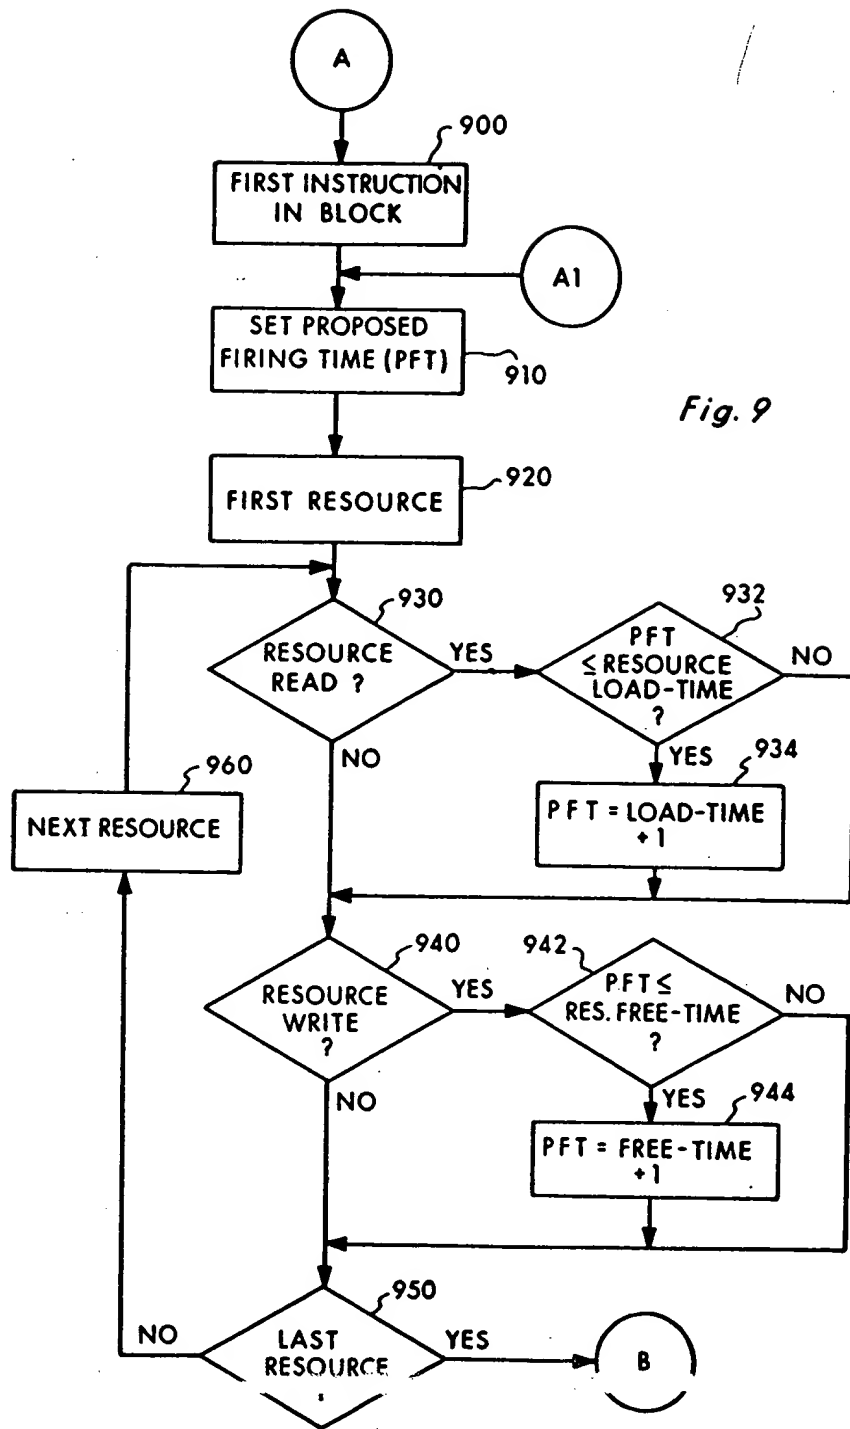 A
900
FIRST INSTRUCTION
IN BLOCK
A1
SET PROPOSED
FIRING TIME (PFT)
910
Fig. 9
FIRST RESOURCE
920
930
RESOURCE
READ ?
YES
NO
932
PFT
≤ RESOURCE
LOAD-TIME
?
NO
YES
934
PFT = LOAD-TIME
+1
960
NEXT RESOURCE
940
RESOURCE
WRITE
?
YES
NO
942
PFT ≤
RES. FREE-TIME
?
NO
YES
944
PFT = FREE-TIME
+1
950
LAST
RESOURCE
NO
YES
B